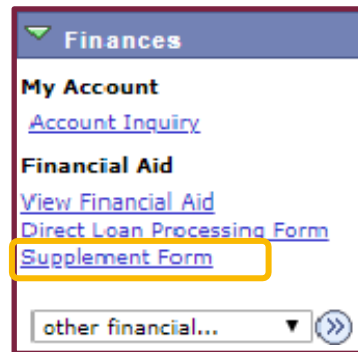 Finances
My Account
Account Inquiry
Financial Aid
View Financial Aid
Direct Loan Processing Form
Supplement Form
other financial...